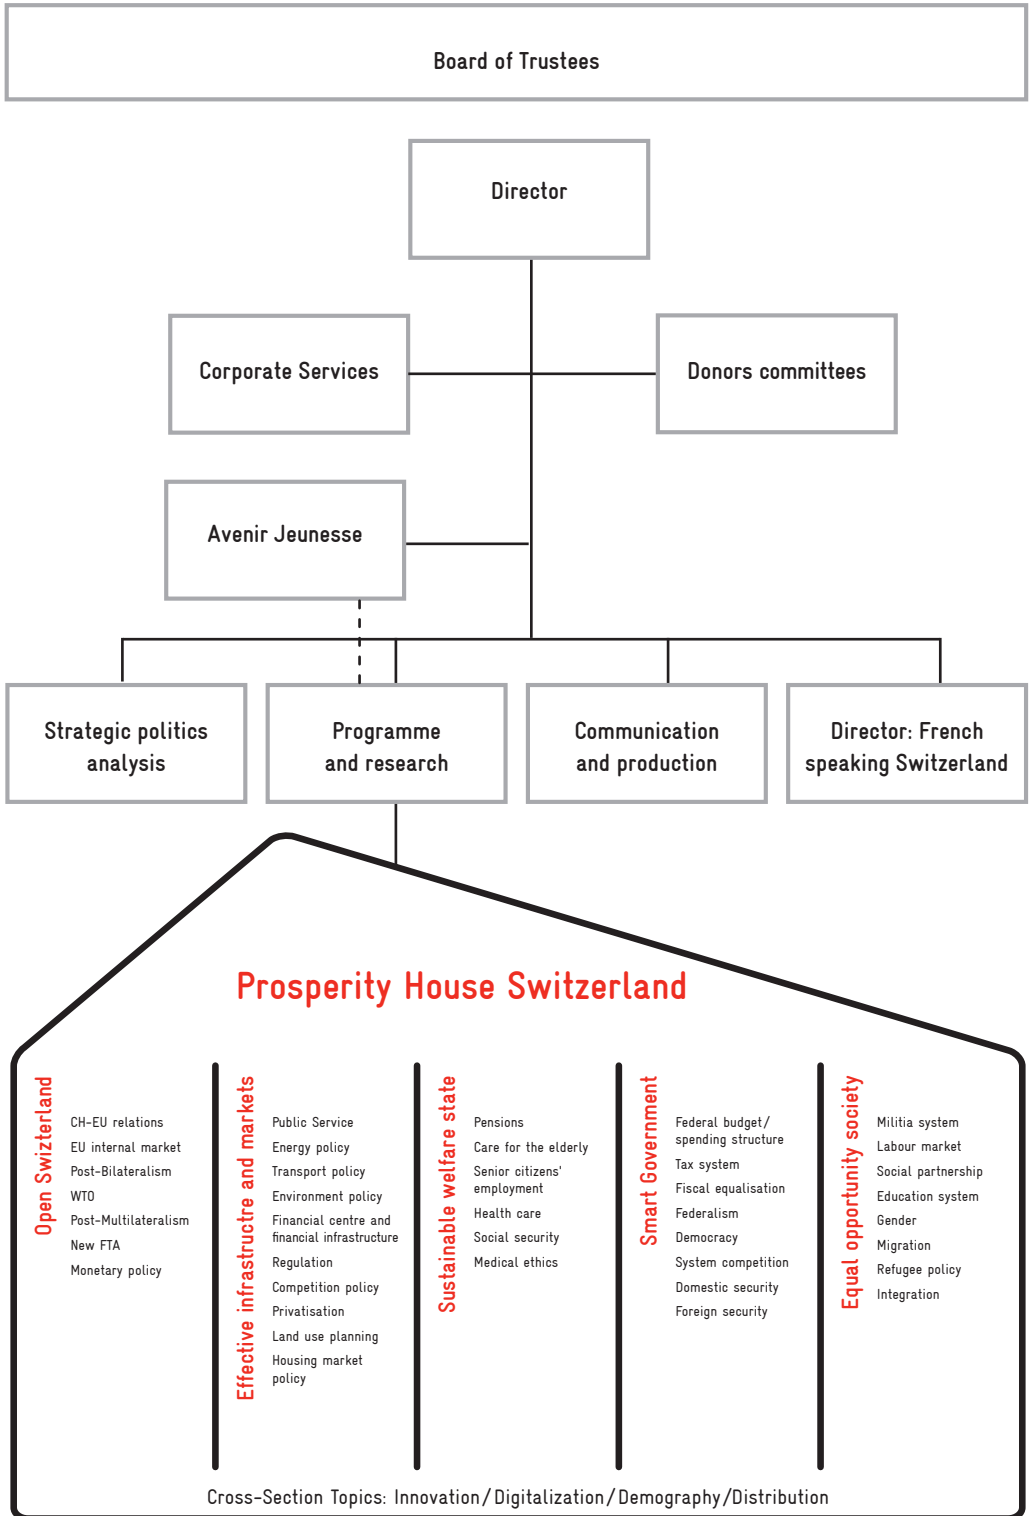 Board of Trustees
Director
Corporate Services
Donors committees
Avenir Jeunesse
Strategic politics
analysis
Programme
and research
Communication
and production
Director: French
speaking Switzerland
Prosperity House Switzerland
Open Swizterland
CH-EU relations
EU internal market
Post-Bilateralism
WTO
Post-Multilateralism
New FTA
Monetary policy
Effective infrastructre and markets
Public Service
Energy policy
Transport policy
Environment policy
Financial centre and
financial infrastructure
Regulation
Competition policy
Privatisation
Land use planning
Housing market
policy
Sustainable welfare state
Pensions
Care for the elderly
Senior citizens'
employment
Health care
Social security
Medical ethics
Smart Government
Federal budget/
spending structure
Tax system
Fiscal equalisation
Federalism
Democracy
System competition
Domestic security
Foreign security
Equal opportunity society
Militia system
Labour market
Social partnership
Education system
Gender
Migration
Refugee policy
Integration
Cross-Section Topics: Innovation/Digitalization/Demography/Distribution